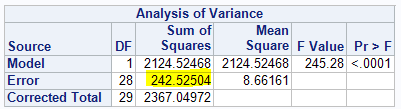 Analysis of Variance
Source DF Sum of Squares Mean Square F Value Pr > F
Model 1 2124.52468 2124.52468 245.28 <.0001
Error 28 242.52504 8.66161
Corrected Total 29 2367.04972